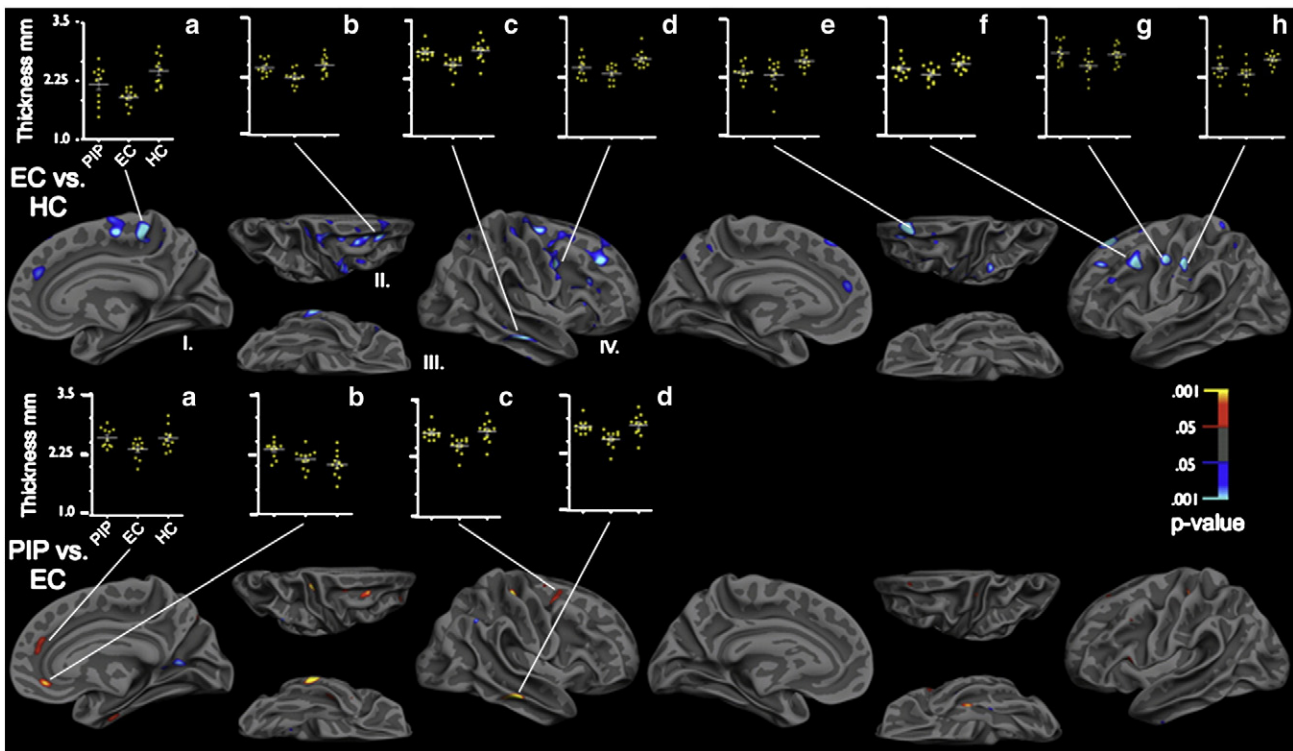 a b c d e f g h
3.5
Thickness mm
2.25
1.0
PIP EC HC
EC vs.
HC
I.
II.
III.
IV.
a b c d
3.5
Thickness mm
2.25
1.0
PIP EC HC
PIP vs.
EC
.001
.05
.05
.001
p-value